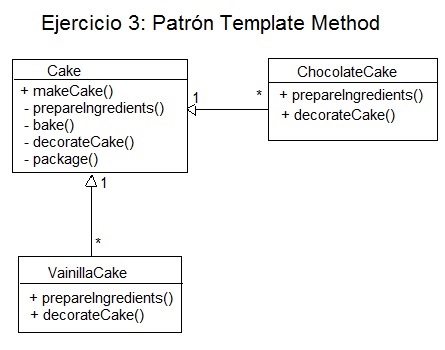 Ejercicio 3: Patrón Template Method
Cake
+ makeCake()
- prepareIngredients()
- bake()
- decorateCake()
- package()
1
*
ChocolateCake
+ prepareIngredients()
+ decorateCake()
1
*
VainillaCake
+ prepareIngredients()
+ decorateCake()